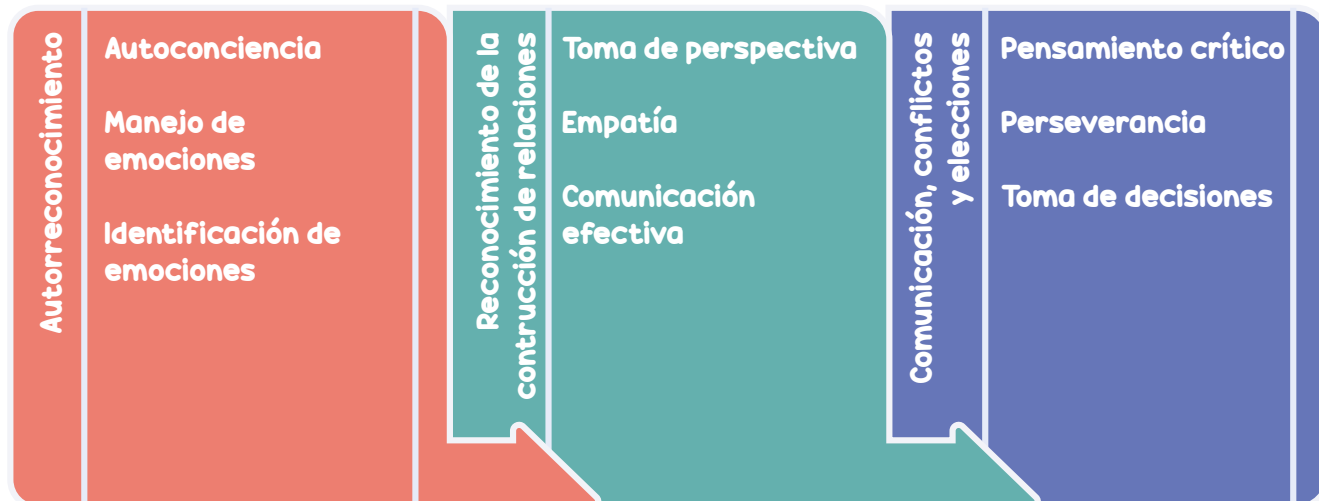 Autorreconocimiento
Autoconciencia
Manejo de
emociones
Identificación de
emociones
Reconocimiento de la
contrucción de relaciones
Toma de perspectiva
Empatía
Comunicación
efectiva
Comunicación, conflictos
y elecciones
Pensamiento crítico
Perseverancia
Toma de decisiones